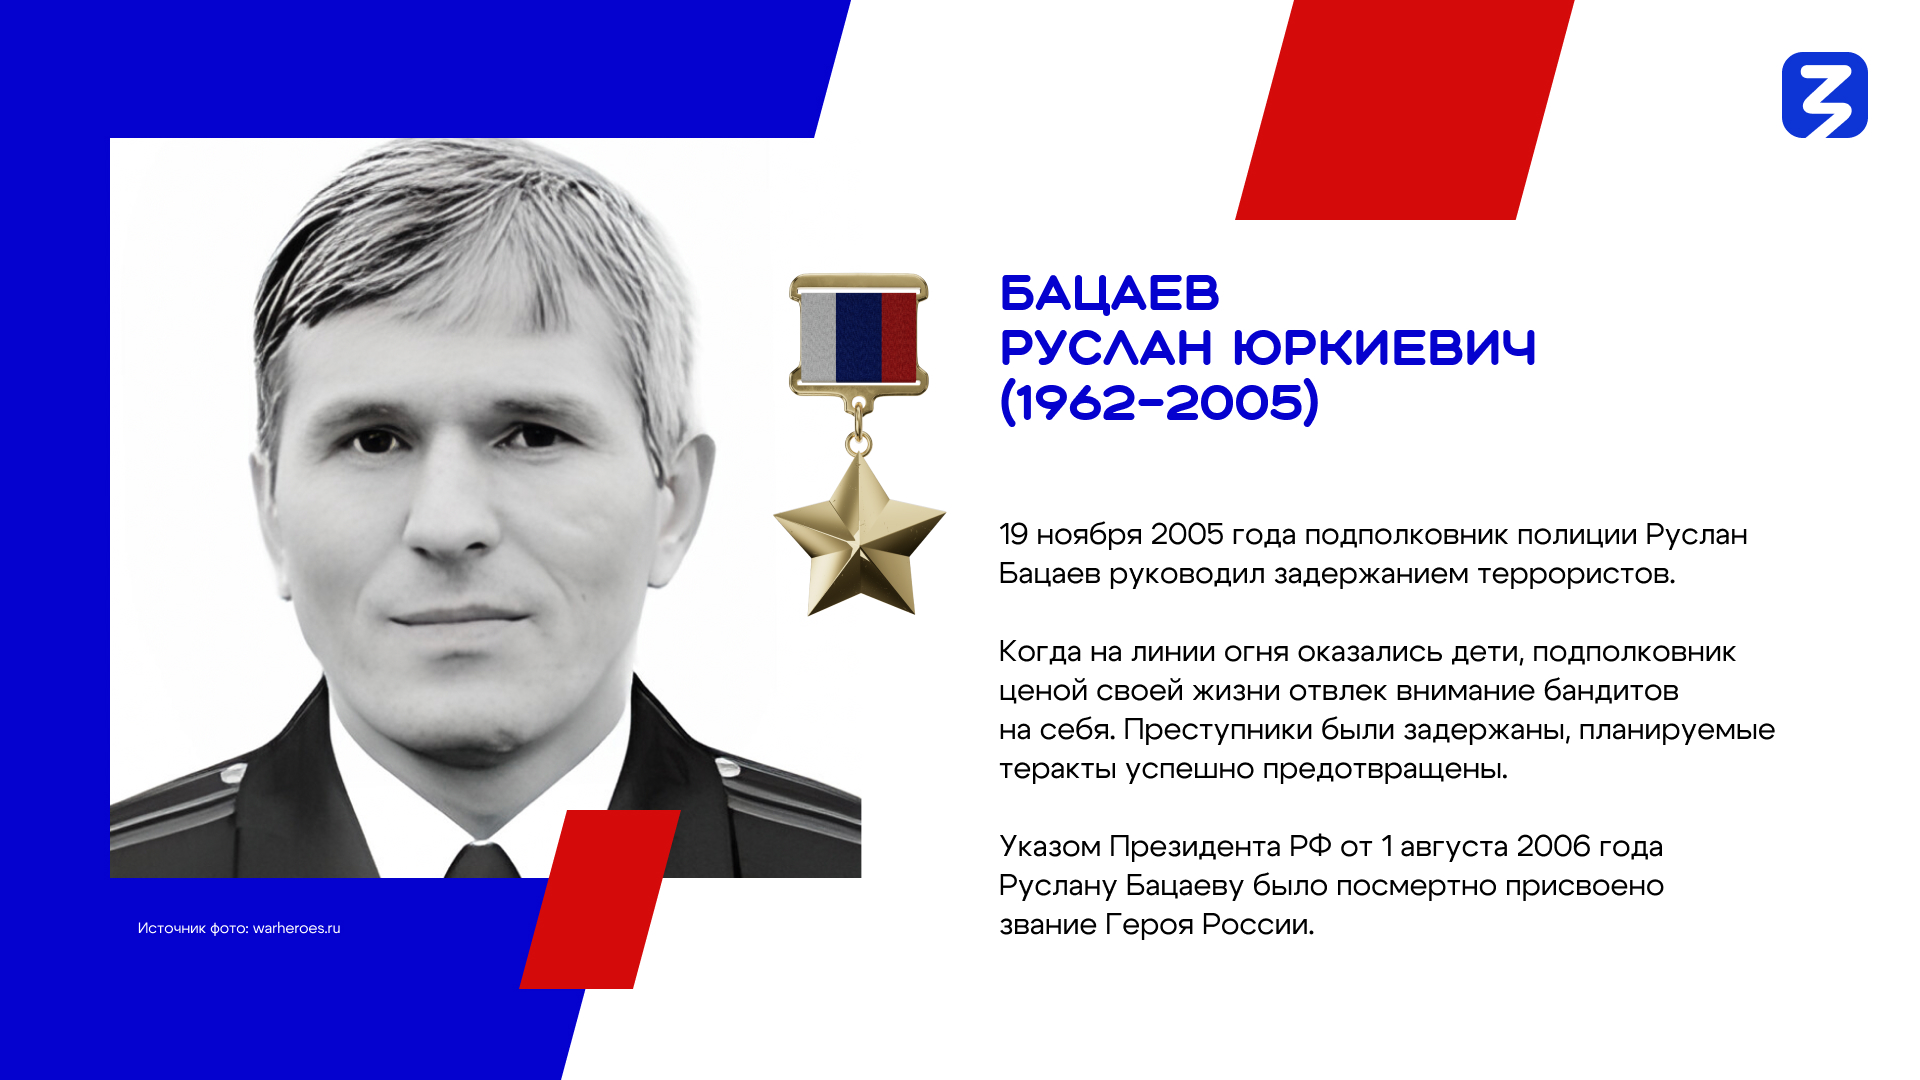 БАЦАЕВ
РУСЛАН ЮРКИЕВИЧ
(1962–2005)
19 ноября 2005 года подполковник полиции Руслан
Бацаев руководил задержанием террористов.
Когда на линии огня оказались дети, подполковник
ценой своей жизни отвлек внимание бандитов
на себя. Преступники были задержаны, планируемые
теракты успешно предотвращены.
Указом Президента РФ от 1 августа 2006 года
Руслану Бацаеву было посмертно присвоено
звание Героя России.
Источник фото: warheroes.ru